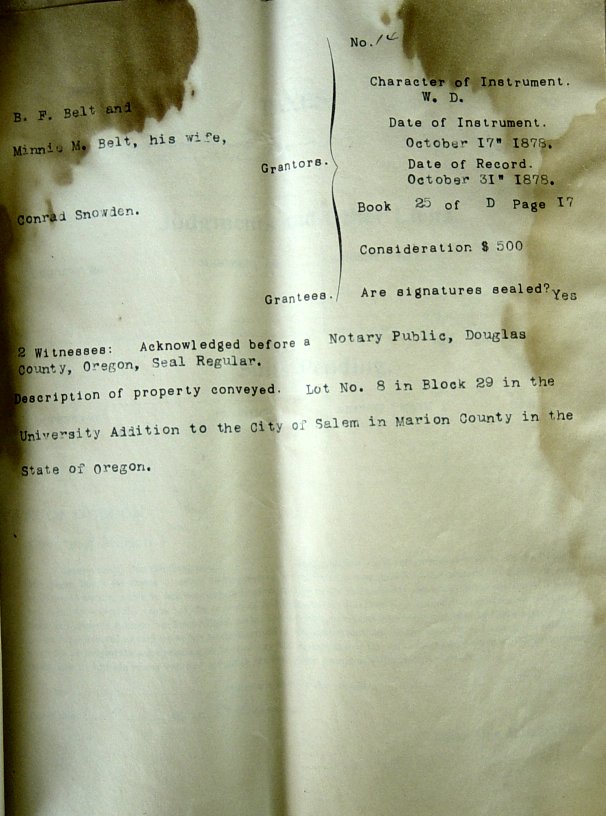 No. 14
Character of Instrument.
W. D.
B. F. Belt and
Date of Instrument.
Minnie M. Belt, his wife,
October 17" 1878.
Grantors.
Date of Record.
October 31" 1878.
Conrad Snowden.
Book 25 of D Page 17
Consideration $ 500
Grantees.
Are signatures sealed? Yes
2 Witnesses: Acknowledged before a Notary Public, Douglas
County, Oregon, Seal Regular.
Description of property conveyed. Lot No. 8 in Block 29 in the
University Addition to the City of Salem in Marion County in the
State of Oregon.